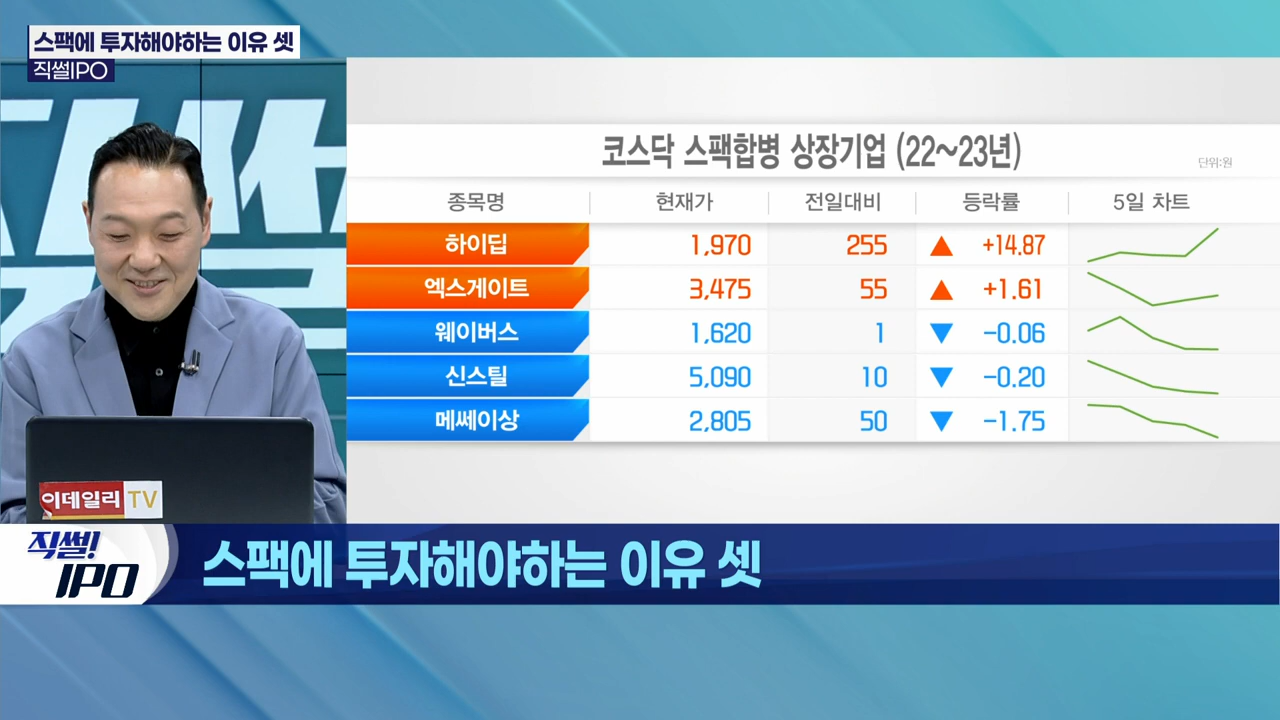 스팩에 투자해야하는 이유 셋
직썰IPO
코스닥 스팩합병 상장기업 (22~23년)
단위:원
종목명 현재가 전일대비 등락률 5일 차트
하이딥 1,970 255 ▲ +14.87
엑스게이트 3,475 55 ▲ +1.61
웨이버스 1,620 1 ▼ -0.06
신스틸 5,090 10 ▼ -0.20
메쎄이상 2,805 50 ▼ -1.75
이데일리 TV
직썰!
IPO
스팩에 투자해야하는 이유 셋